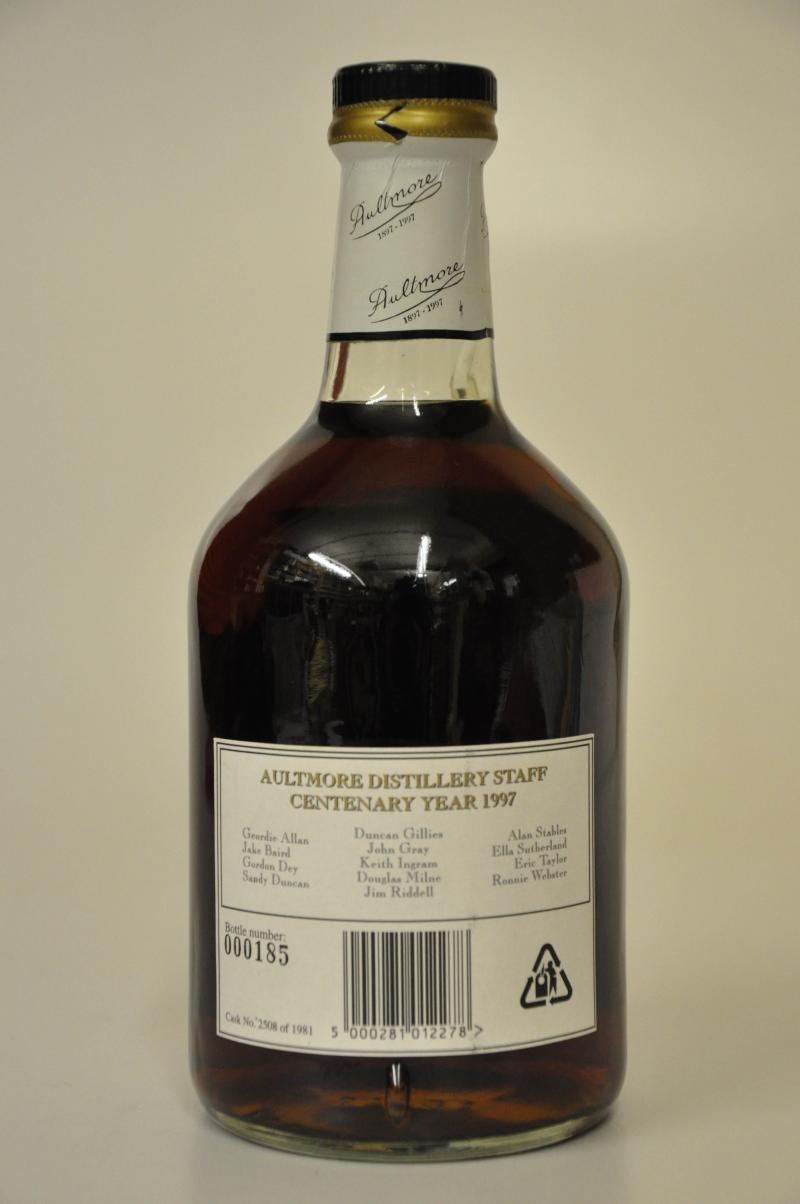 Aultmore
1897-1997
Aultmore
1897-1997
AULTMORE DISTILLERY STAFF
CENTENARY YEAR 1997
Geordie Allan
Jake Baird
Gordon Dey
Sandy Duncan
Duncan Gillies
John Gray
Keith Ingram
Douglas Milne
Jim Riddell
Alan Stables
Ella Sutherland
Eric Taylor
Ronnie Webster
Bottle number:
000185
Cask No. 2508 of 1981
5 000281 012278 >